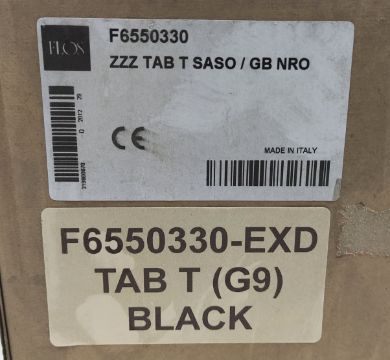 FLOS
F6550330
ZZZ TAB T SASO / GB NRO
CE
MADE IN ITALY
F6550330-EXD
TAB T (G9)
BLACK